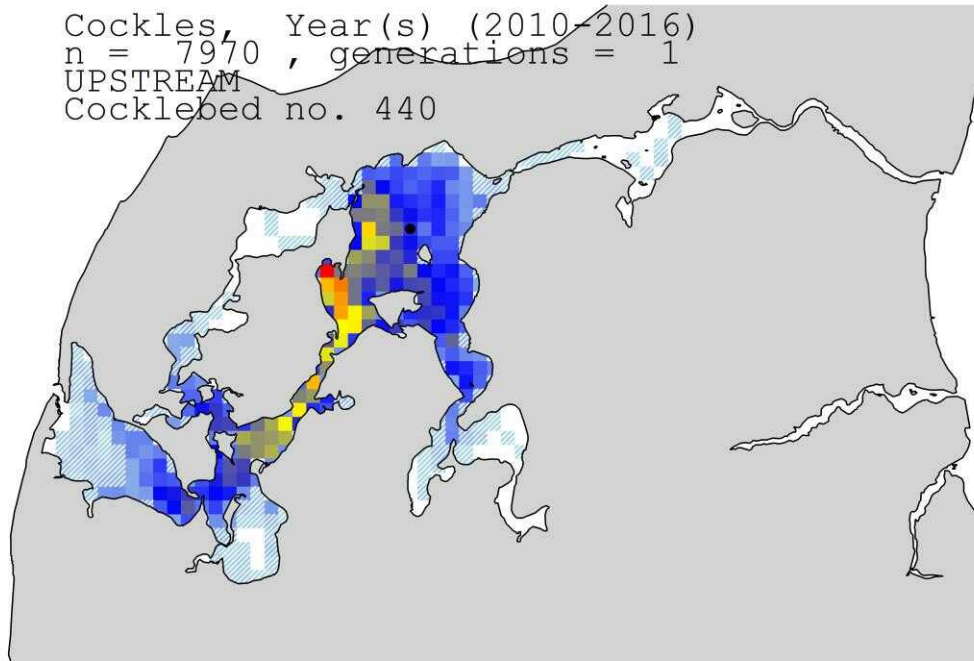 Cockles, Year(s) (2010-2016)
n = 7970 , generations = 1
UPSTREAM
Cocklebed no. 440